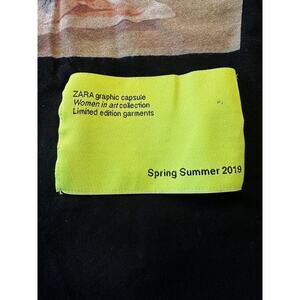 ZARA graphic capsule
Women in art collection
Limited edition garments
Spring Summer 2019